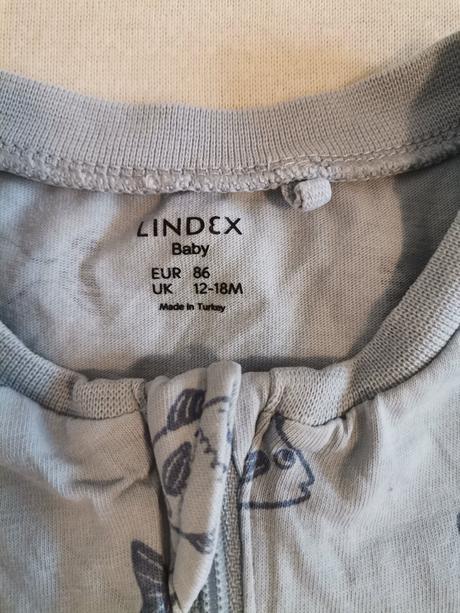 LINDEX
Baby
EUR 86
UK 12-18M
Made in Turkey